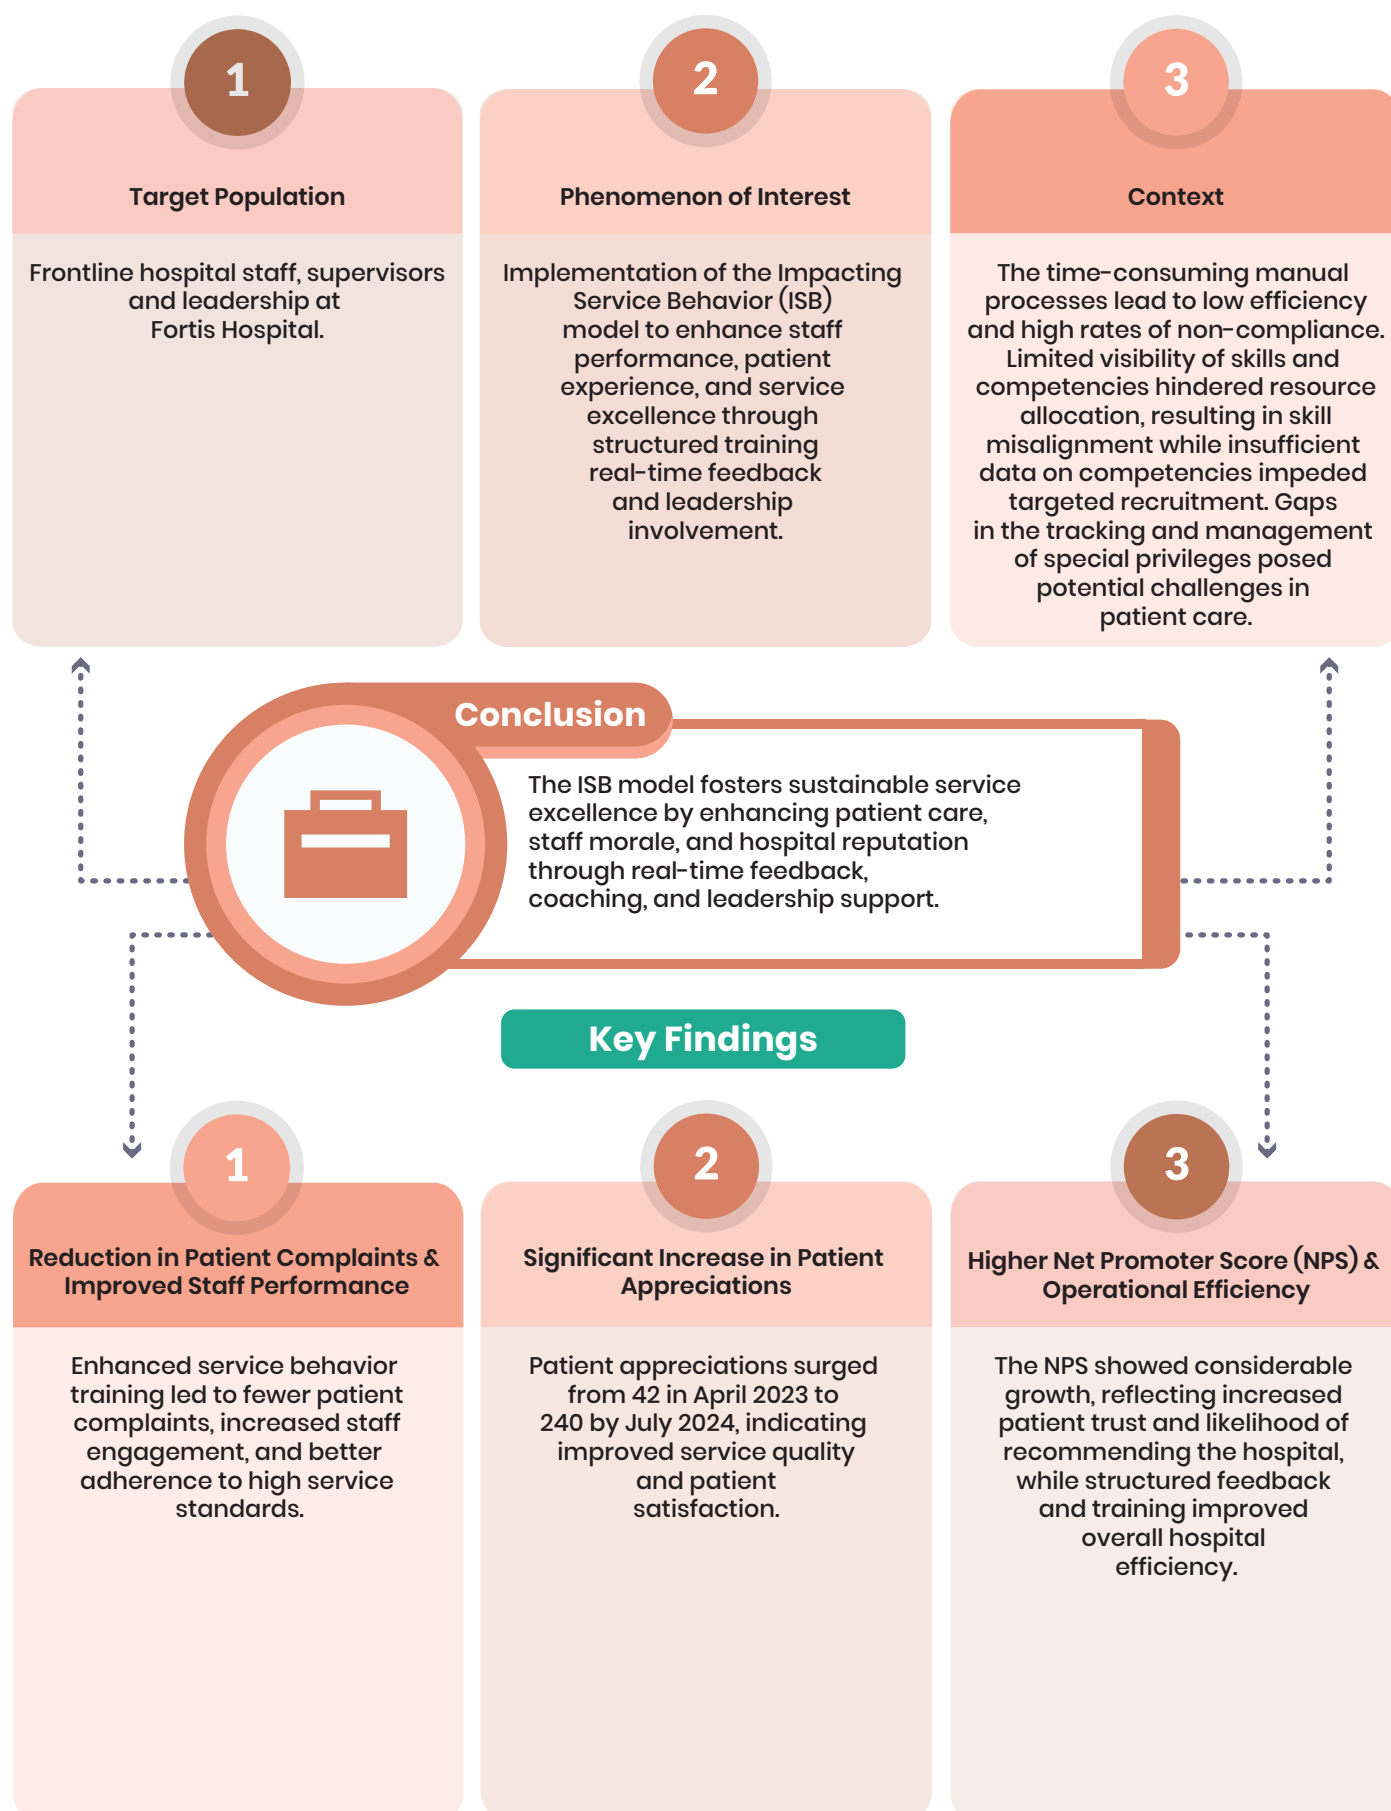 1
Target Population
Frontline hospital staff, supervisors
and leadership at
Fortis Hospital.
2
Phenomenon of Interest
Implementation of the Impacting
Service Behavior (ISB)
model to enhance staff
performance, patient
experience, and service
excellence through
structured training
real-time feedback
and leadership
involvement.
3
Context
The time-consuming manual
processes lead to low efficiency
and high rates of non-compliance.
Limited visibility of skills and
competencies hindered resource
allocation, resulting in skill
misalignment while insufficient
data on competencies impeded
targeted recruitment. Gaps
in the tracking and management
of special privileges posed
potential challenges in
patient care.
Conclusion
The ISB model fosters sustainable service
excellence by enhancing patient care,
staff morale, and hospital reputation
through real-time feedback,
coaching, and leadership support.
Key Findings
1
Reduction in Patient Complaints &
Improved Staff Performance
Enhanced service behavior
training led to fewer patient
complaints, increased staff
engagement, and better
adherence to high service
standards.
2
Significant Increase in Patient
Appreciations
Patient appreciations surged
from 42 in April 2023 to
240 by July 2024, indicating
improved service quality
and patient
satisfaction.
3
Higher Net Promoter Score (NPS) &
Operational Efficiency
The NPS showed considerable
growth, reflecting increased
patient trust and likelihood of
recommending the hospital,
while structured feedback
and training improved
overall hospital
efficiency.